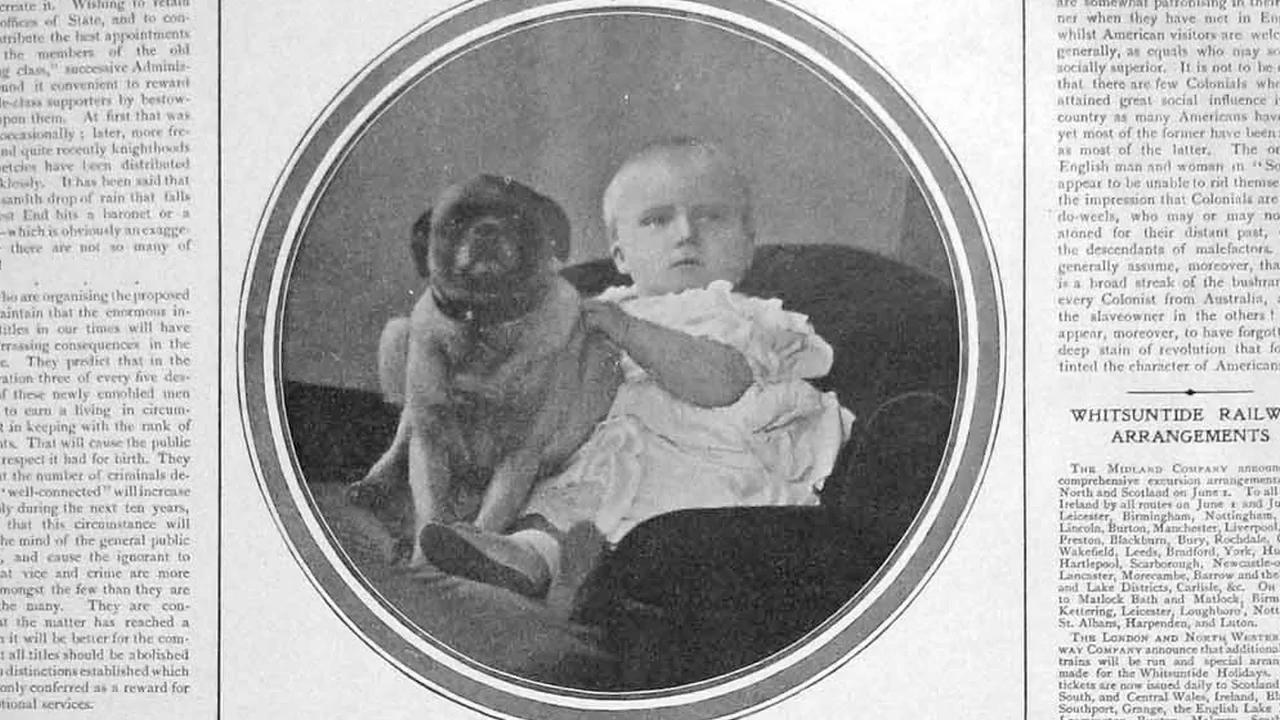 create it. Wishing to retain
offices of State, and to con-
tribute the best appointments
the members of the old
g class," successive Adminis-
und it convenient to reward
le-class supporters by bestow-
upon them. At first that was
occasionally; later, more fre-
nd quite recently knighthoods
netcies have been distributed
klessly. It has been said that
sandth drop of rain that falls
est End hits a baronet or a
—which is obviously an exagge-
there are not so many of
ho are organising the proposed
aintain that the enormous in-
titles in our times will have
rrassing consequences in the
e. They predict that in the
ration three of every five des-
of these newly ennobled men
to earn a living in circum-
t in keeping with the rank of
nts. That will cause the public
respect it had for birth. They
at the number of criminals de-
"well-connected" will increase
ly during the next ten years,
that this circumstance will
the mind of the general public
, and cause the ignorant to
at vice and crime are more
mongst the few than they are
the many. They are con-
at the matter has reached a
n it will be better for the com-
t all titles should be abolished
distinctions established which
only conferred as a reward for
tional services.
are somewhat patronising in their
ner when they have met in En
whilst American visitors are welc
generally, as equals who may so
socially superior. It is not to be
that there are few Colonials who
attained great social influence
country as many Americans hav
yet most of the former have been
as most of the latter. The or
English man and woman in "So
appear to be unable to rid themse
the impression that Colonials are
do-weels, who may or may no
atoned for their distant past,
the descendants of malefactors.
generally assume, moreover, tha
is a broad streak of the bushran
every Colonist from Australia,
the slaveowner in the others!
appear, moreover, to have forgot
deep stain of revolution that fo
tinted the character of American
WHITSUNTIDE RAILW
ARRANGEMENTS
THE MIDLAND COMPANY announ
comprehensive excursion arrangement
North and Scotland on June 1. To all
Ireland by all routes on June 1 and Ju
Leicester, Birmingham, Nottingham,
Lincoln, Burton, Manchester, Liverpool
Preston, Blackburn, Bury, Rochdale,
Wakefield, Leeds, Bradford, York, Hu
Hartlepool, Scarborough, Newcastle-o
Lancaster, Morecambe, Barrow and the
and Lake Districts, Carlisle, &c. On
to Matlock Bath and Matlock, Birm
Kettering, Leicester, Loughboro', Nott
St. Albans, Harpenden, and Luton.
THE LONDON AND NORTH WESTER
WAY COMPANY announce that additional
trains will be run and special arran
made for the Whitsuntide Holidays.
tickets are now issued daily to Scotland
South, and Central Wales, Ireland, Bl
Southport, Grange, the English Lake